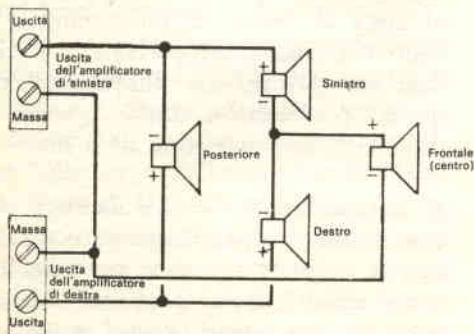 Uscita
Uscita
dell'amplificatore
di sinistra
Massa
+
Sinistro
−
+
−
Posteriore
+
Frontale
(centro)
−
−
Destro
+
Massa
Uscita
dell'amplificatore
di destra
Uscita